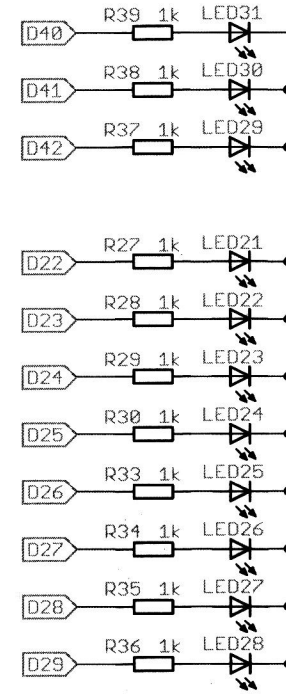 R39 1k LED31
D40
R38 1k LED30
D41
R37 1k LED29
D42
R27 1k LED21
D22
R28 1k LED22
D23
R29 1k LED23
D24
R30 1k LED24
D25
R33 1k LED25
D26
R34 1k LED26
D27
R35 1k LED27
D28
R36 1k LED28
D29